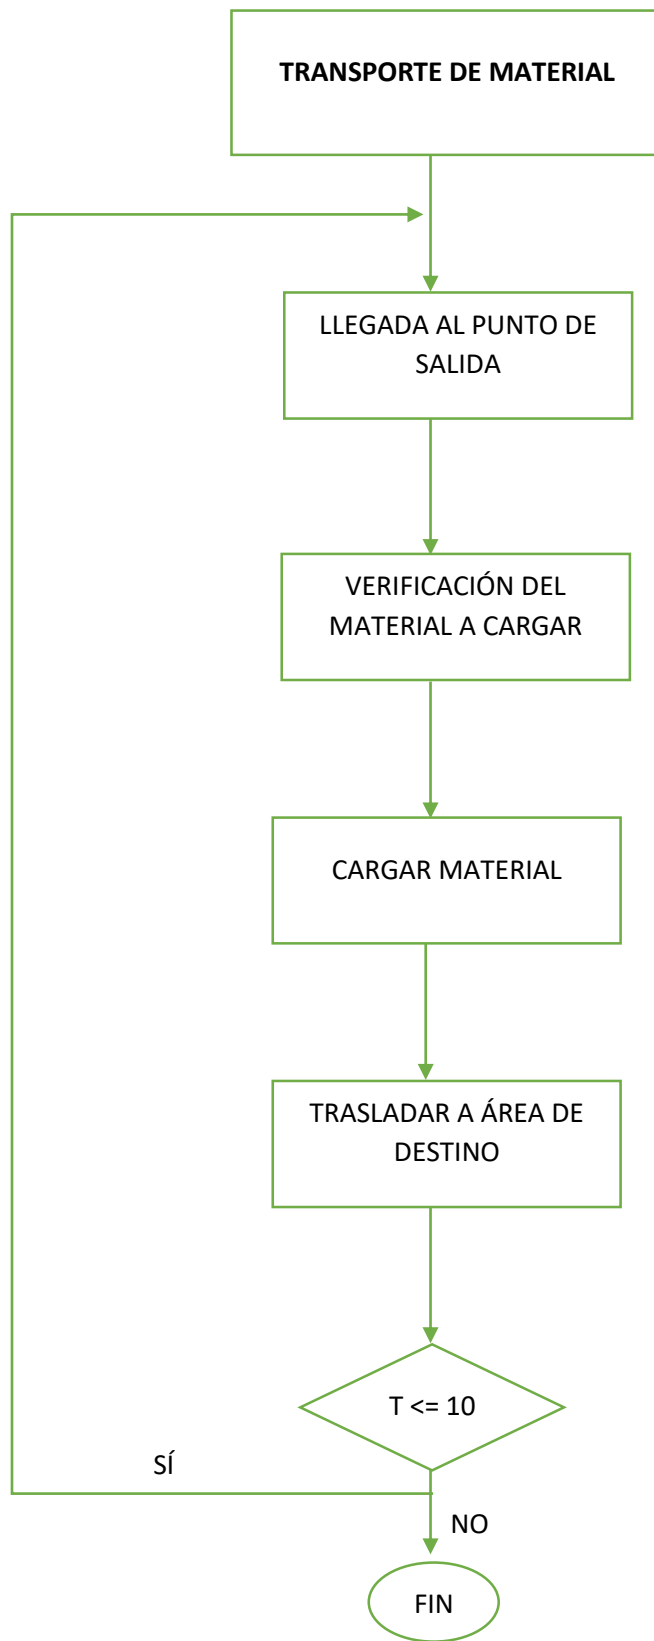 TRANSPORTE DE MATERIAL
LLEGADA AL PUNTO DE
SALIDA
VERIFICACIÓN DEL
MATERIAL A CARGAR
CARGAR MATERIAL
TRASLADAR A ÁREA DE
DESTINO
T <= 10
SÍ
NO
FIN